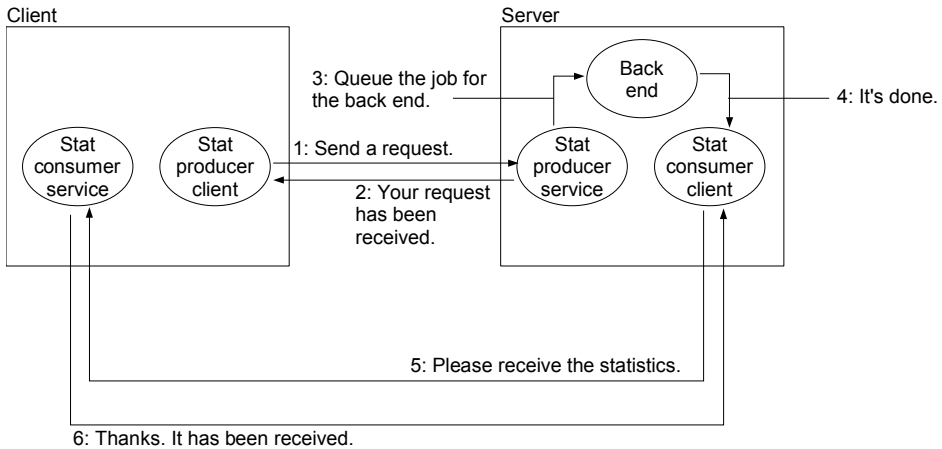 Client
Server
3: Queue the job for
the back end.
Back
end
4: It's done.
Stat
consumer
service
Stat
producer
client
1: Send a request.
Stat
producer
service
Stat
consumer
client
2: Your request
has been
received.
5: Please receive the statistics.
6: Thanks. It has been received.